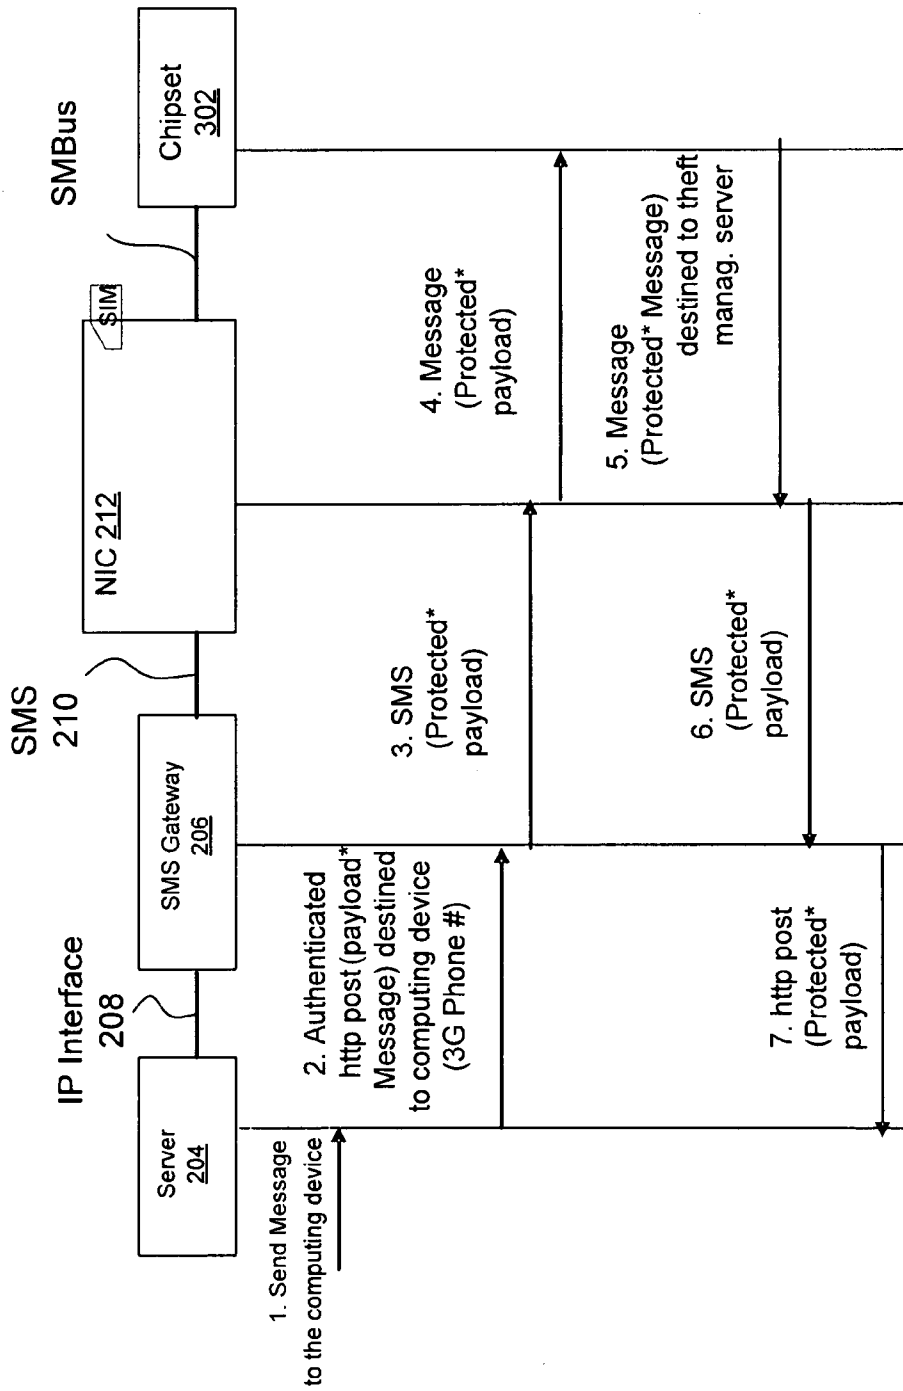 IP Interface
208
SMS
210
SMBus
Server
204
SMS Gateway
206
NIC 212
SIM
Chipset
302
1. Send Message
to the computing device
2. Authenticated
http post (payload*
Message) destined
to computing device
(3G Phone #)
3. SMS
(Protected*
payload)
4. Message
(Protected*
payload)
5. Message
(Protected* Message)
destined to theft
manag. server
6. SMS
(Protected*
payload)
7. http post
(Protected*
payload)